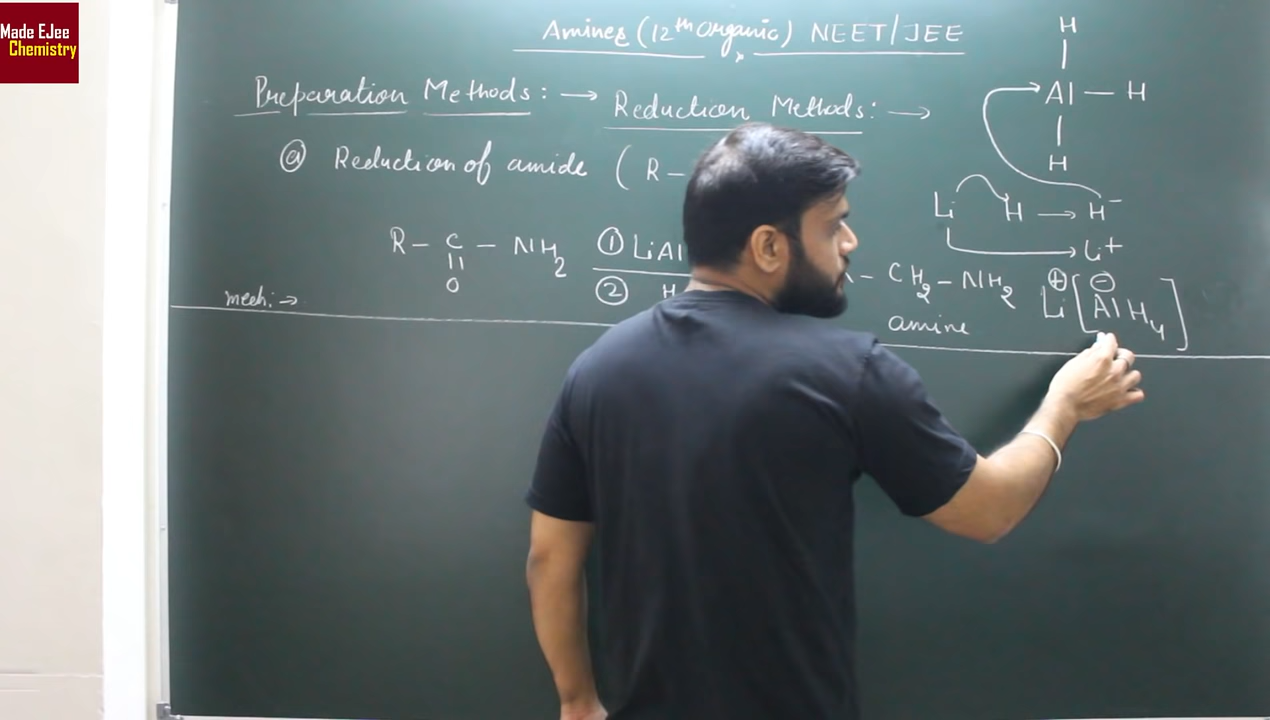 Made EJee
Chemistry
Amines (12th Organic) NEET/JEE
Preparation Methods: → Reduction Methods: →
ⓐ Reduction of amide ( R –
R – C – NH2
||
O
① LiAl
② H
– CH2 – NH2
amine
mech: →
H
|
Al – H
|
H
Li H → H⁻
Li+
⊕ ⊖
Li [AlH4]